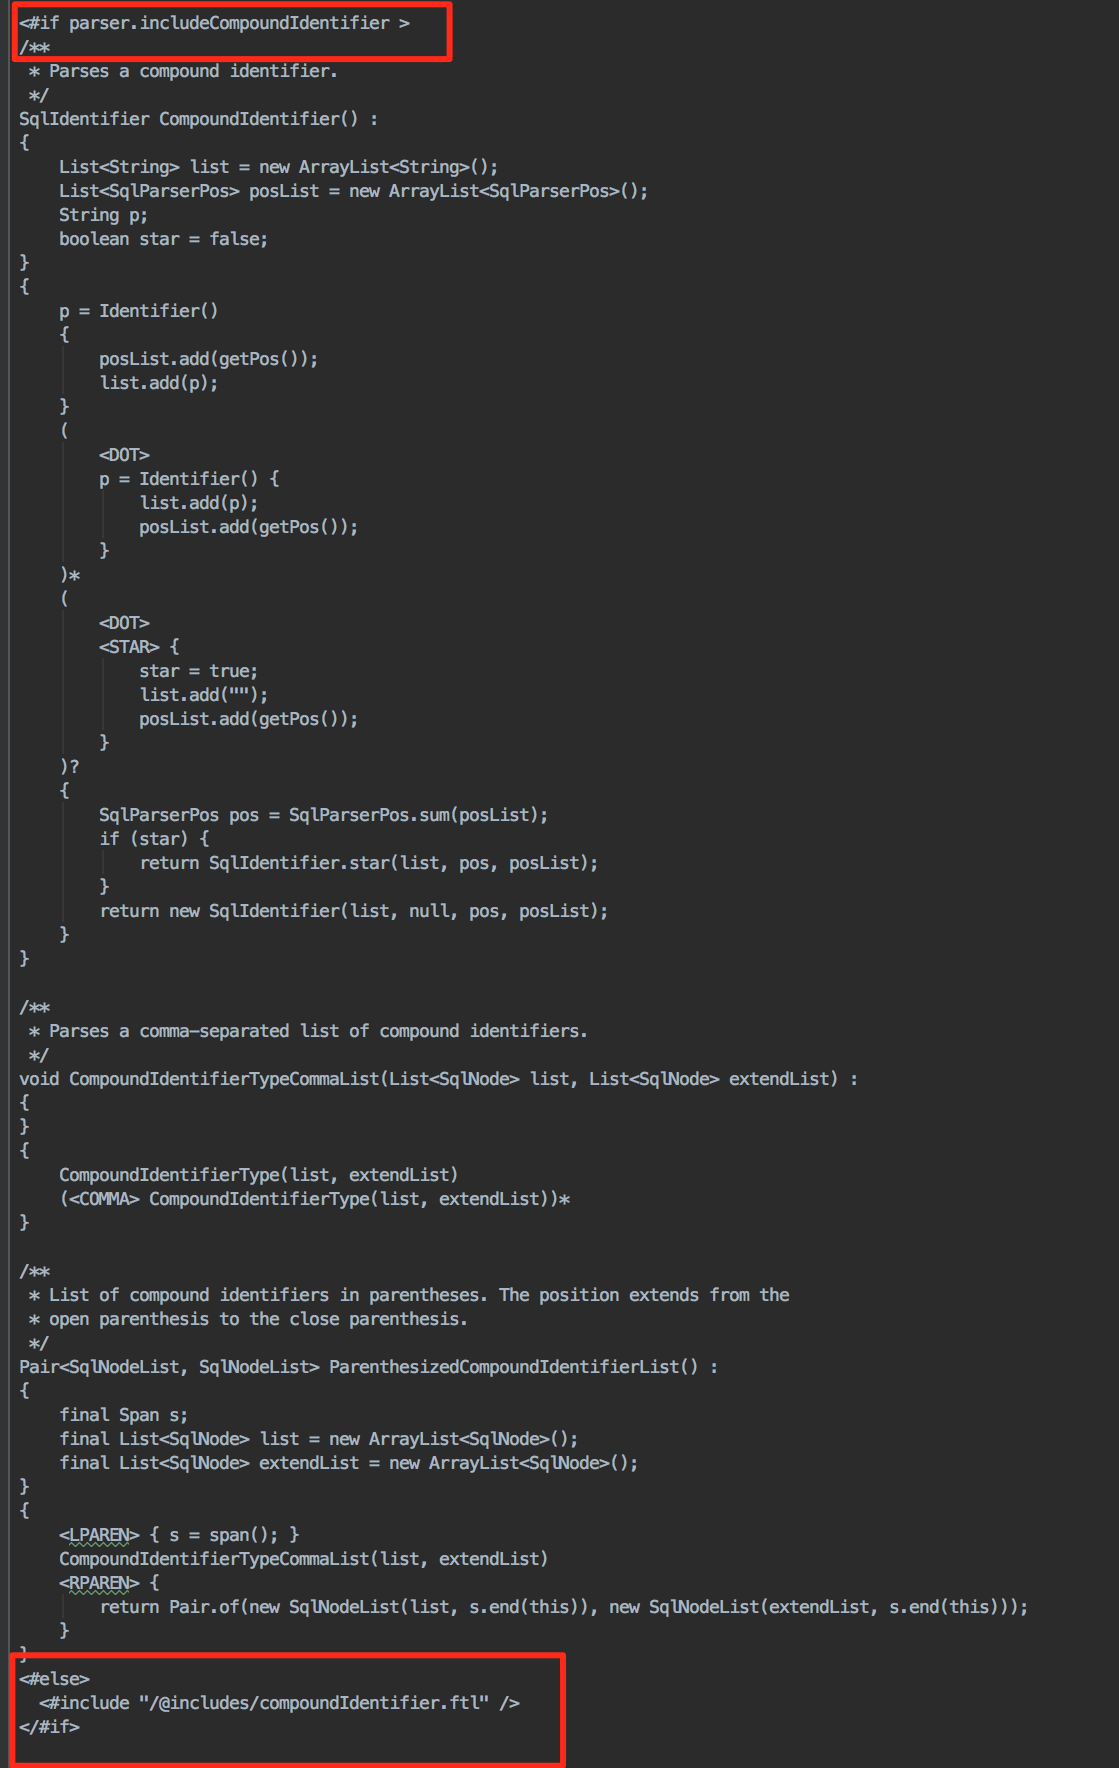 <#if parser.includeCompoundIdentifier >
/**
 * Parses a compound identifier.
 */
SqlIdentifier CompoundIdentifier() :
{
    List<String> list = new ArrayList<String>();
    List<SqlParserPos> posList = new ArrayList<SqlParserPos>();
    String p;
    boolean star = false;
}
{
    p = Identifier()
    {
        posList.add(getPos());
        list.add(p);
    }
    (
        <DOT>
        p = Identifier() {
            list.add(p);
            posList.add(getPos());
        }
    )*
    (
        <DOT>
        <STAR> {
            star = true;
            list.add("");
            posList.add(getPos());
        }
    )?
    {
        SqlParserPos pos = SqlParserPos.sum(posList);
        if (star) {
            return SqlIdentifier.star(list, pos, posList);
        }
        return new SqlIdentifier(list, null, pos, posList);
    }
}

/**
 * Parses a comma-separated list of compound identifiers.
 */
void CompoundIdentifierTypeCommaList(List<SqlNode> list, List<SqlNode> extendList) :
{
}
{
    CompoundIdentifierType(list, extendList)
    (<COMMA> CompoundIdentifierType(list, extendList))*
}

/**
 * List of compound identifiers in parentheses. The position extends from the
 * open parenthesis to the close parenthesis.
 */
Pair<SqlNodeList, SqlNodeList> ParenthesizedCompoundIdentifierList() :
{
    final Span s;
    final List<SqlNode> list = new ArrayList<SqlNode>();
    final List<SqlNode> extendList = new ArrayList<SqlNode>();
}
{
    <LPAREN> { s = span(); }
    CompoundIdentifierTypeCommaList(list, extendList)
    <RPAREN> {
        return Pair.of(new SqlNodeList(list, s.end(this)), new SqlNodeList(extendList, s.end(this)));
    }
}
<#else>
  <#include "/@includes/compoundIdentifier.ftl" />
</#if>